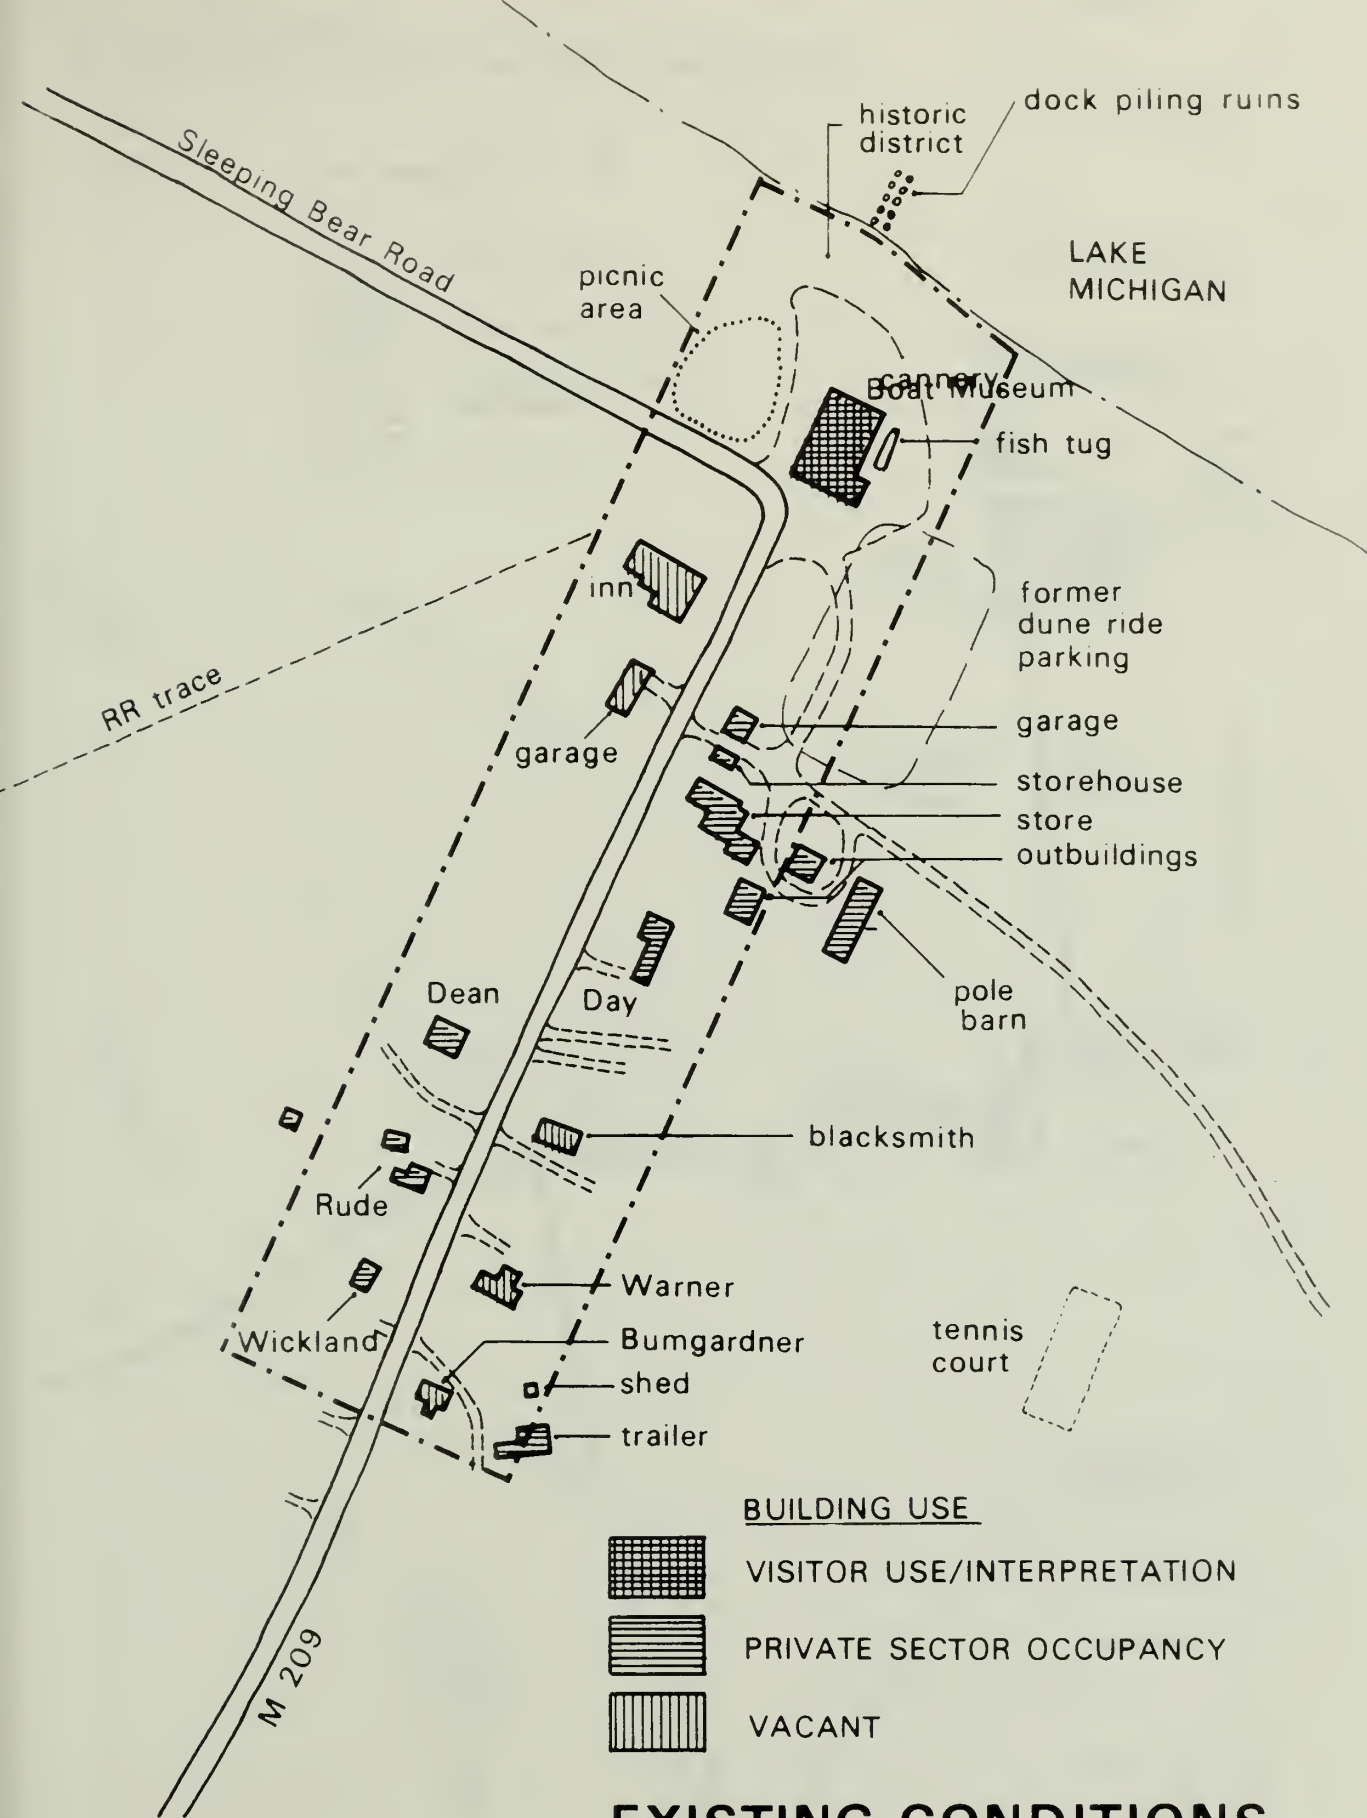 dock piling ruins
historic
district
Sleeping Bear Road
LAKE
MICHIGAN
picnic
area
cannery
Boat Museum
fish tug
inn
former
dune ride
parking
RR trace
garage
garage
storehouse
store
outbuildings
pole
barn
Dean
Day
blacksmith
Rude
Warner
Wickland
Bumgardner
tennis
court
shed
trailer
BUILDING USE
VISITOR USE/INTERPRETATION
PRIVATE SECTOR OCCUPANCY
M 209
VACANT
EXISTING CONDITIONS